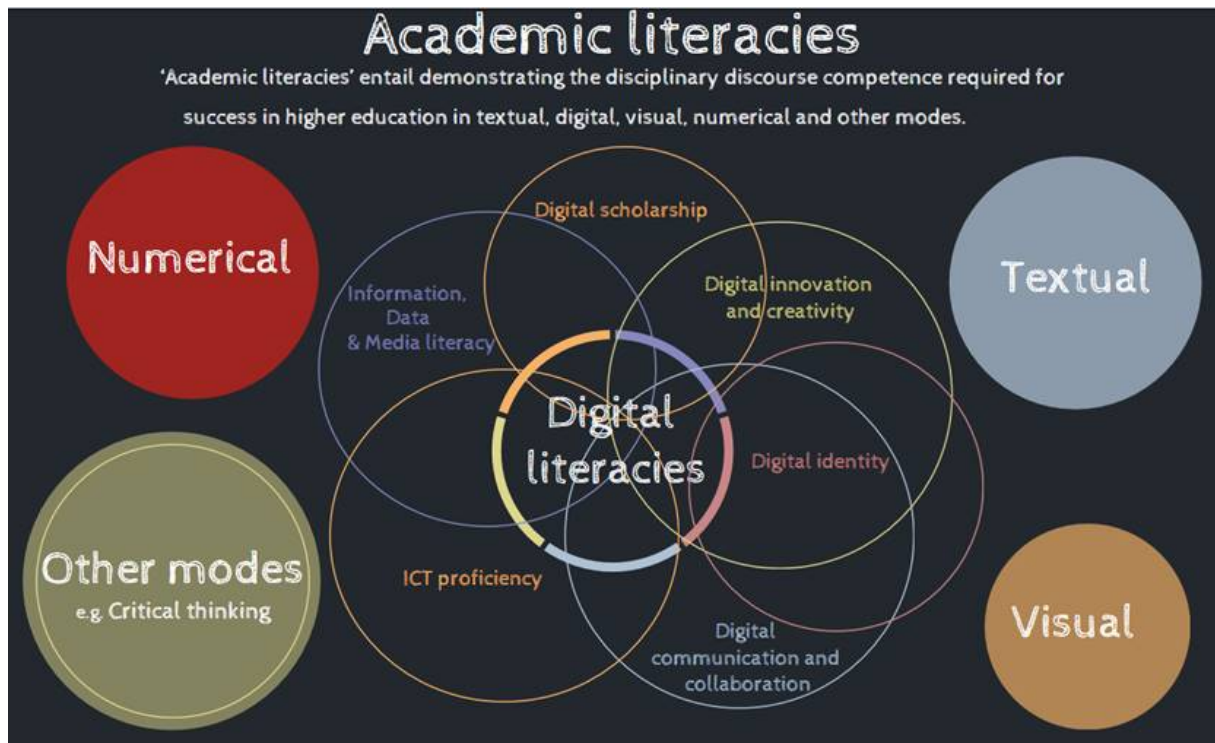 Academic literacies
‘Academic literacies’ entail demonstrating the disciplinary discourse competence required for
success in higher education in textual, digital, visual, numerical and other modes.
Numerical
Digital scholarship
Textual
Information,
Data
& Media literacy
Digital innovation
and creativity
Digital
literacies
Digital identity
Other modes
e.g. Critical thinking
ICT proficiency
Digital
communication and
collaboration
Visual